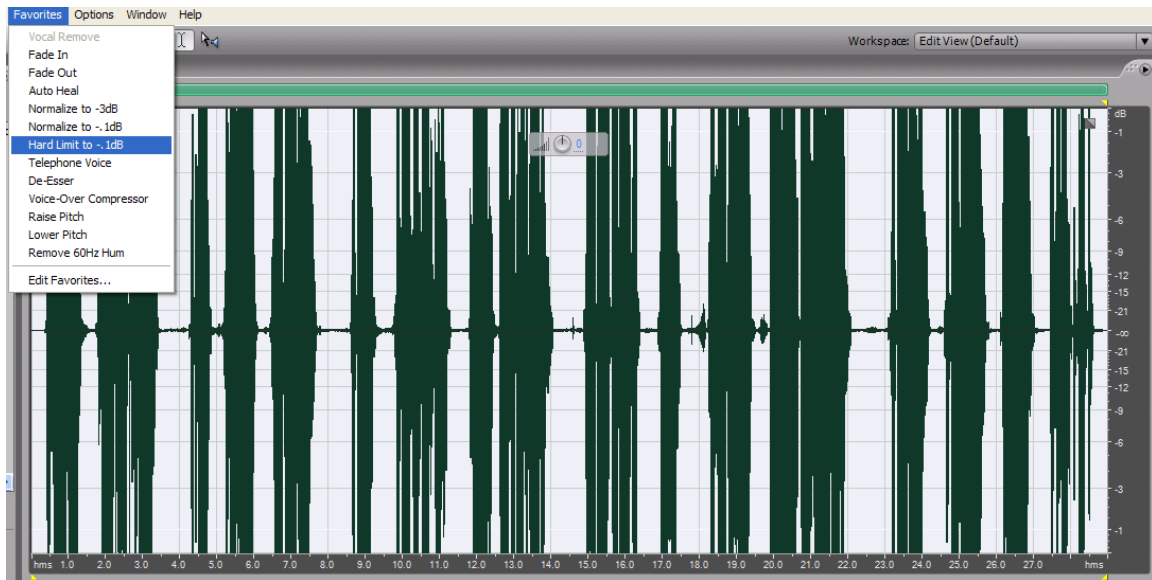 Favorites Options Window Help
Vocal Remove
Workspace: Edit View (Default)
Fade In
Fade Out
Auto Heal
Normalize to -3dB
Normalize to -.1dB
Hard Limit to -.1dB
Telephone Voice
De-Esser
Voice-Over Compressor
Raise Pitch
Lower Pitch
Remove 60Hz Hum
Edit Favorites...
0
dB
-1
-3
-6
-9
-12
-15
-21
-∞
-21
-15
-12
-9
-6
-3
-1
hms 1.0 2.0 3.0 4.0 5.0 6.0 7.0 8.0 9.0 10.0 11.0 12.0 13.0 14.0 15.0 16.0 17.0 18.0 19.0 20.0 21.0 22.0 23.0 24.0 25.0 26.0 27.0 hms